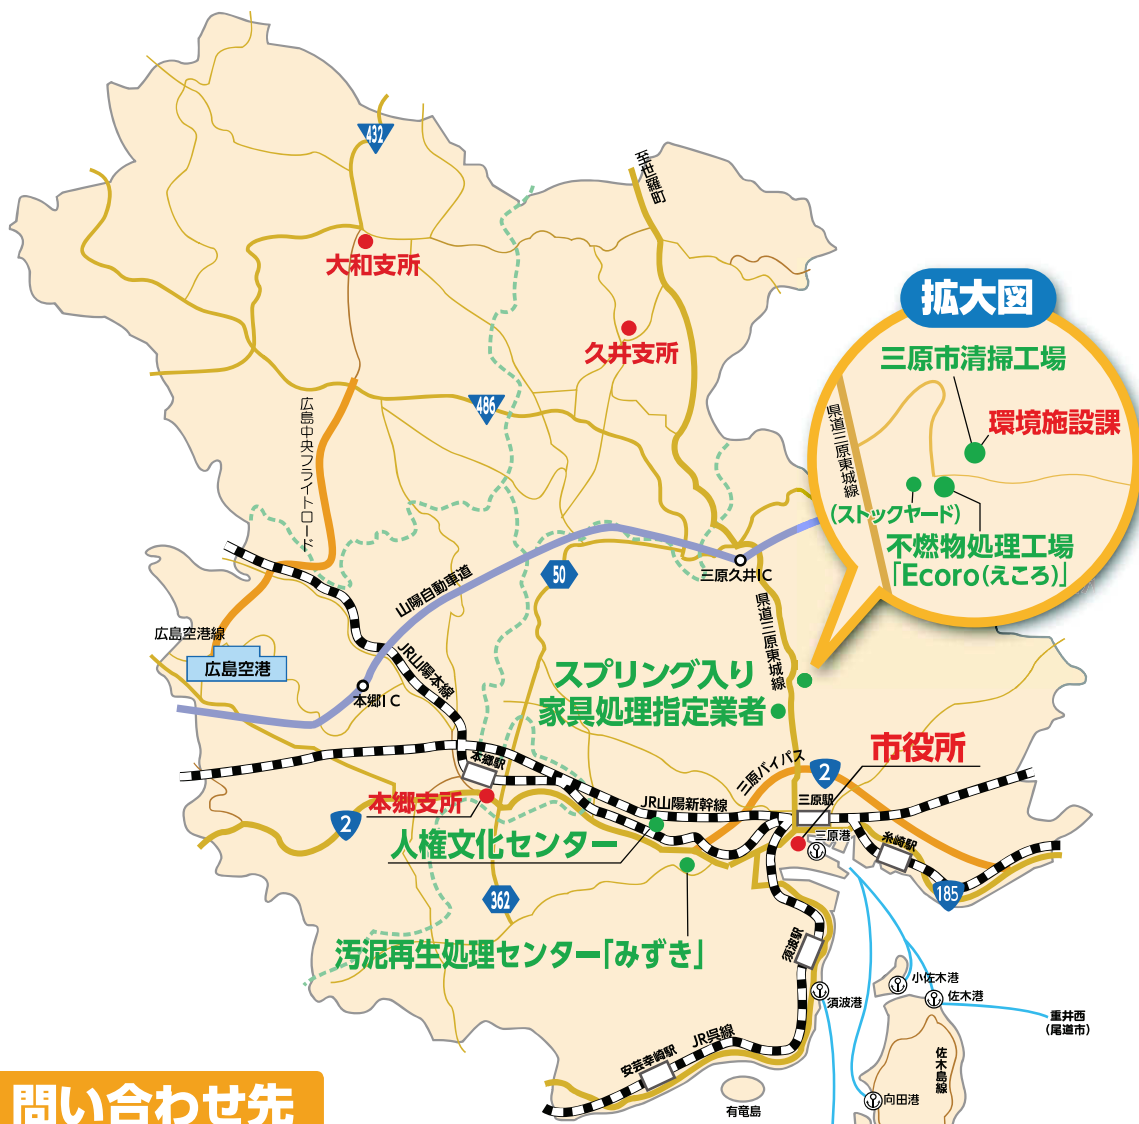 432
至世羅町
大和支所
久井支所
拡大図
三原市清掃工場
環境施設課
県道三原東城線
(ストックヤード)
不燃物処理工場
「Ecoro(えころ)」
486
広島中央フライトロード
三原久井IC
50
山陽自動車道
県道三原東城線
広島空港線
広島空港
JR山陽本線
本郷IC
スプリング入り
家具処理指定業者
市役所
三原バイパス
2
本郷駅
本郷支所
JR山陽新幹線
三原駅
2
三原港
糸崎駅
人権文化センター
185
362
汚泥再生処理センター「みずき」
須波駅
須波港
小佐木港
佐木港
重井西
(尾道市)
JR呉線
安芸幸崎駅
佐木島線
有竜島
向田港
問い合わせ先